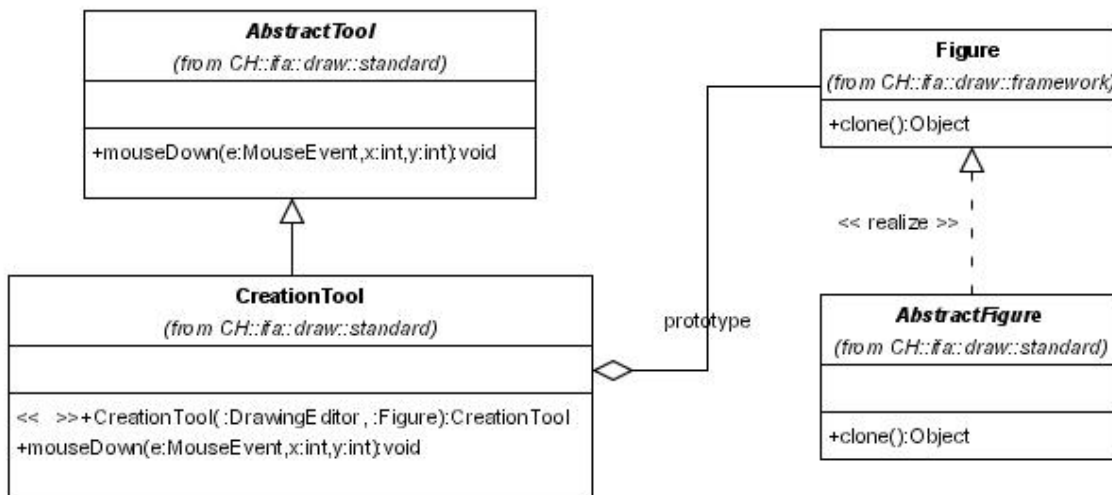 AbstractTool
(from CH::ifa::draw::standard)
+mouseDown(e:MouseEvent,x:int,y:int):void
Figure
(from CH::ifa::draw::framework)
+clone():Object
<< realize >>
CreationTool
(from CH::ifa::draw::standard)
<< >>+CreationTool( :DrawingEditor, :Figure):CreationTool
+mouseDown(e:MouseEvent,x:int,y:int):void
prototype
AbstractFigure
(from CH::ifa::draw::standard)
+clone():Object